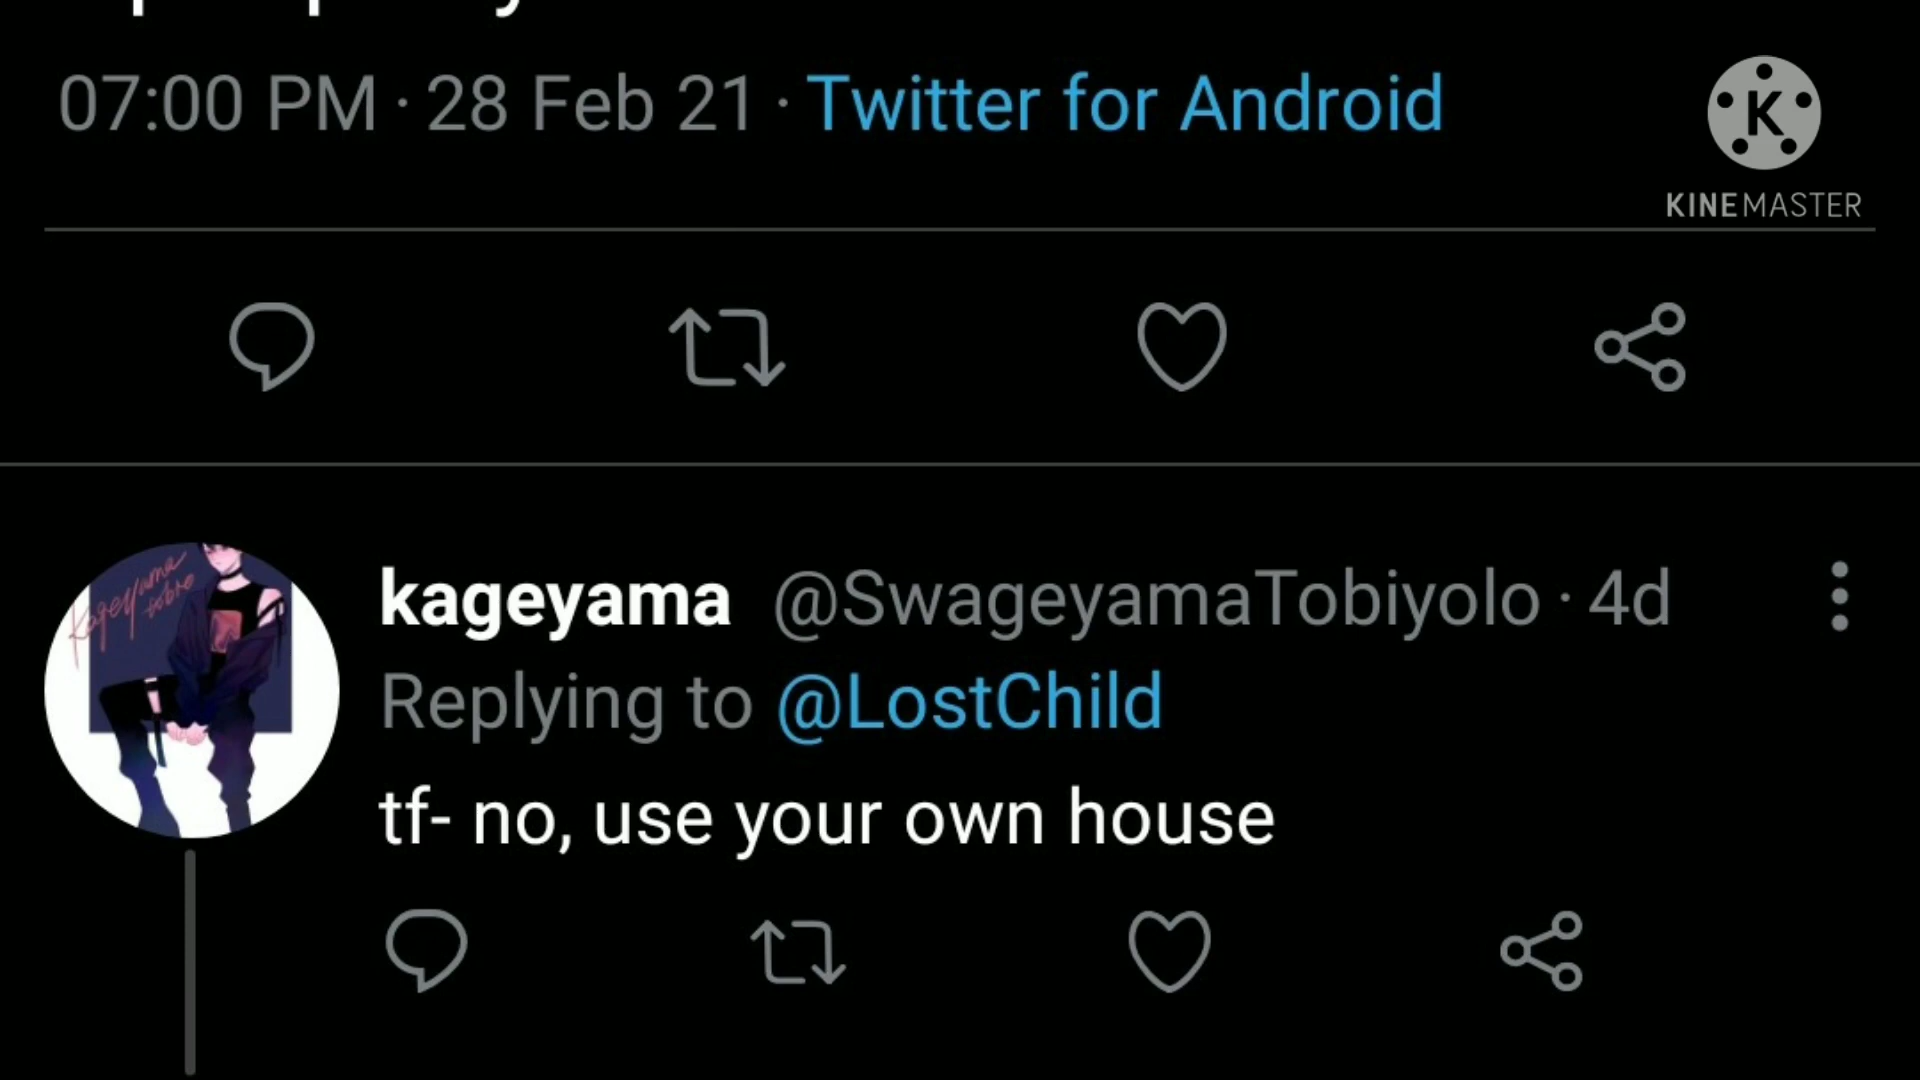 07:00 PM · 28 Feb 21 · Twitter for Android
K
KINEMASTER
kageyama @SwageyamaTobiyolo · 4d
Replying to @LostChild
tf- no, use your own house